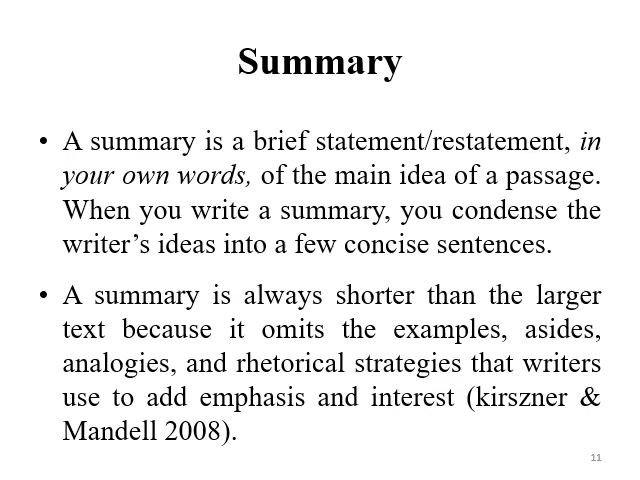 Summary
• A summary is a brief statement/restatement, in
your own words, of the main idea of a passage.
When you write a summary, you condense the
writer’s ideas into a few concise sentences.
• A summary is always shorter than the larger
text because it omits the examples, asides,
analogies, and rhetorical strategies that writers
use to add emphasis and interest (kirszner &
Mandell 2008).
11